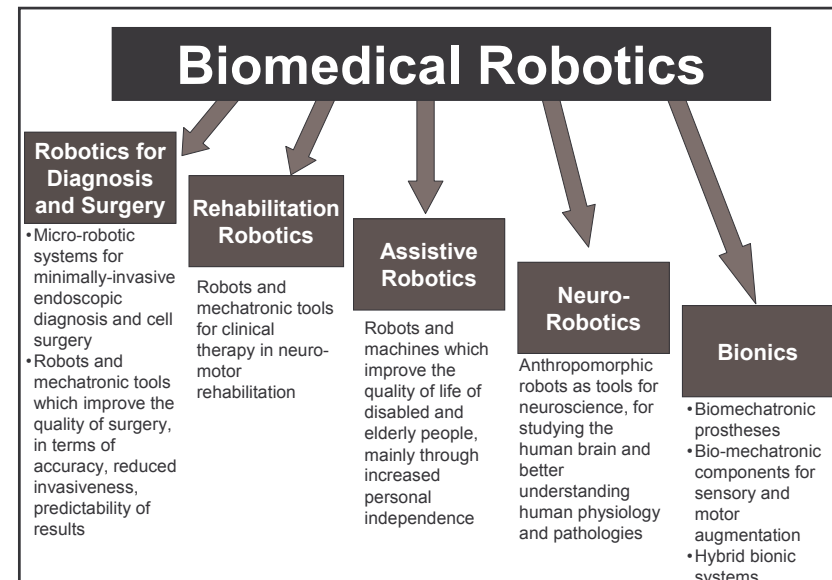 Biomedical Robotics
Robotics for
Diagnosis
and Surgery
•Micro-robotic
systems for
minimally-invasive
endoscopic
diagnosis and cell
surgery
•Robots and
mechatronic tools
which improve the
quality of surgery,
in terms of
accuracy, reduced
invasiveness,
predictability of
results
Rehabilitation
Robotics
Robots and
mechatronic tools
for clinical
therapy in neuro-
motor
rehabilitation
Assistive
Robotics
Robots and
machines which
improve the
quality of life of
disabled and
elderly people,
mainly through
increased
personal
independence
Neuro-
Robotics
Anthropomorphic
robots as tools for
neuroscience, for
studying the
human brain and
better
understanding
human physiology
and pathologies
Bionics
•Biomechatronic
prostheses
•Bio-mechatronic
components for
sensory and
motor
augmentation
•Hybrid bionic
systems